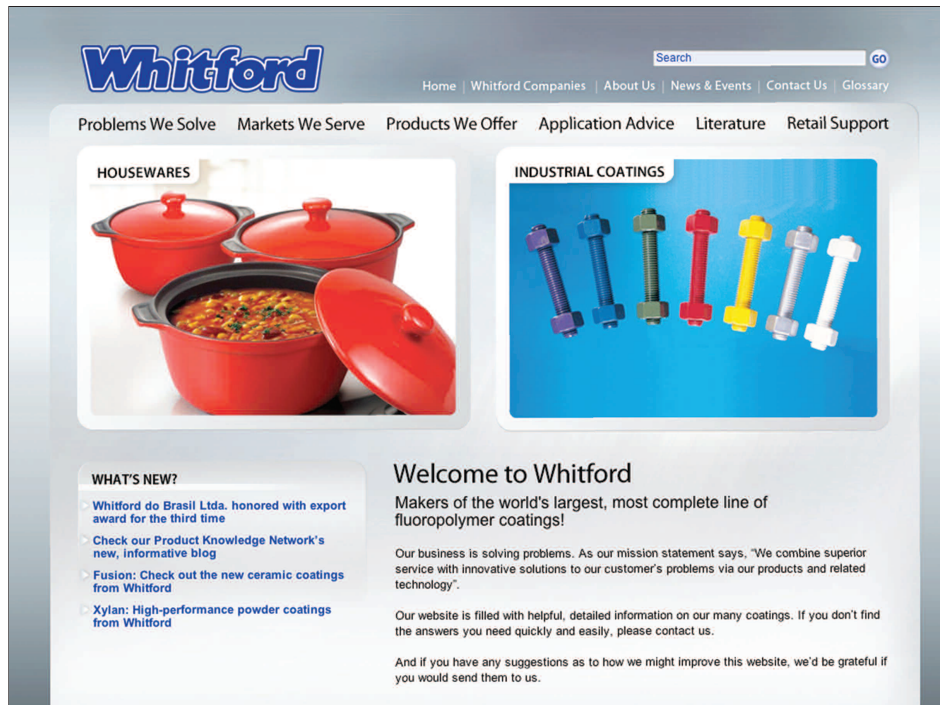 Whitford
Search
GO
Home | Whitford Companies | About Us | News & Events | Contact Us | Glossary
Problems We Solve Markets We Serve Products We Offer Application Advice Literature Retail Support
HOUSEWARES
INDUSTRIAL COATINGS
WHAT'S NEW?
Whitford do Brasil Ltda. honored with export
award for the third time
Check our Product Knowledge Network's
new, informative blog
Fusion: Check out the new ceramic coatings
from Whitford
Xylan: High-performance powder coatings
from Whitford
Welcome to Whitford
Makers of the world's largest, most complete line of
fluoropolymer coatings!
Our business is solving problems. As our mission statement says, “We combine superior
service with innovative solutions to our customer's problems via our products and related
technology”.
Our website is filled with helpful, detailed information on our many coatings. If you don't find
the answers you need quickly and easily, please contact us.
And if you have any suggestions as to how we might improve this website, we'd be grateful if
you would send them to us.